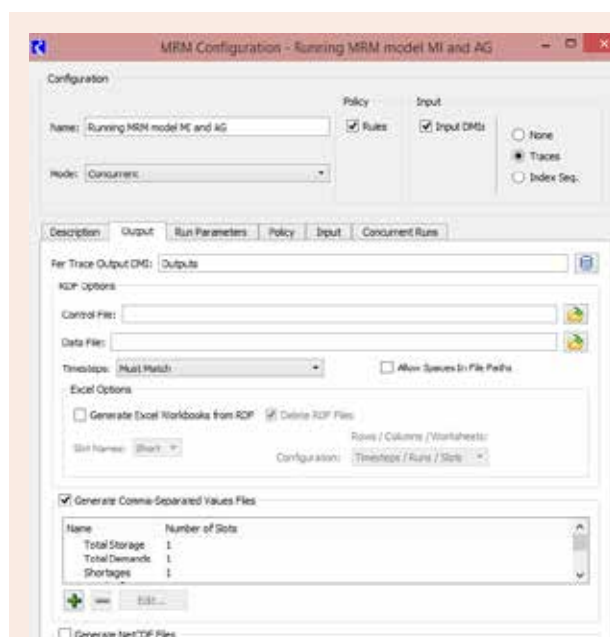 MRM Configuration - Running MRM model MI and AG
Configuration
Policy Input
Name: Running MRM model MI and AG Rules Input DMIs None
Traces
Mode: Concurrent Index Seq.
Description Output Run Parameters Policy Input Concurrent Runs
Per Trace Output DMI: Outputs
RDF Options
Control File:
Data File:
Timesteps: Must Match Allow Spaces In File Paths
Excel Options
Generate Excel Workbooks from RDF Delete RDF Files
Rows / Columns / Worksheets:
Slot Names: Short Configuration: Timesteps / Runs / Slots
Generate Comma-Separated Values Files
Name Number of Slots
Total Storage 1
Total Demands 1
Shortages 1
Edit...
Generate NetCDF Files